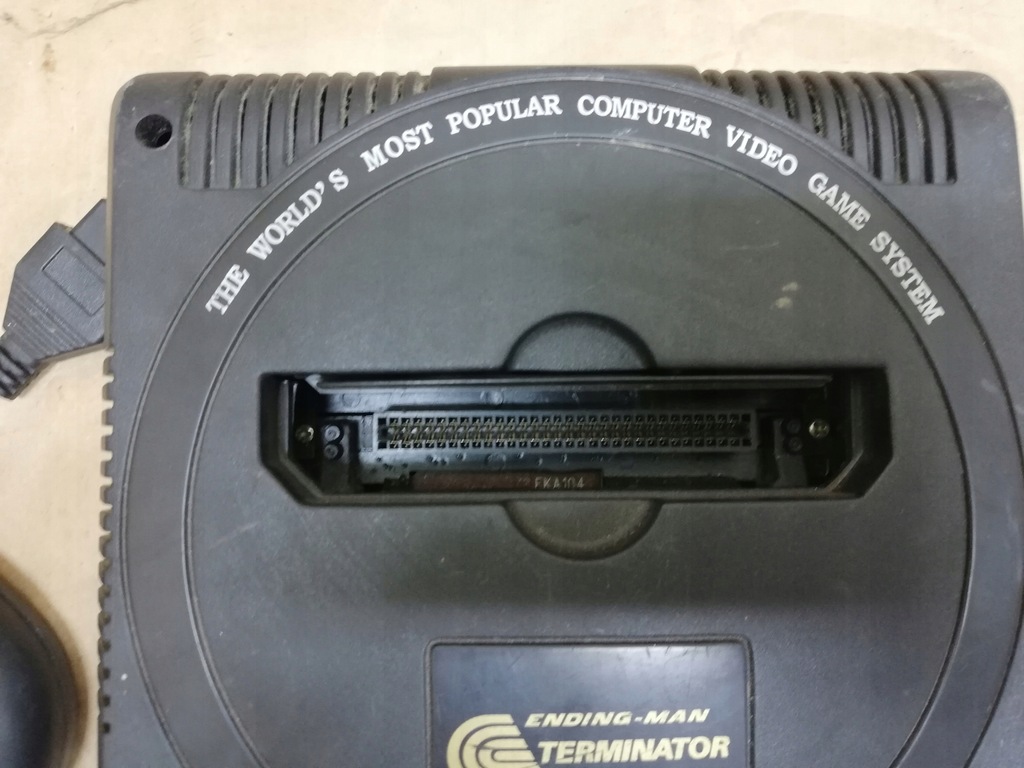 THE WORLD'S MOST POPULAR COMPUTER VIDEO GAME SYSTEM
FKA104
ENDING-MAN
TERMINATOR